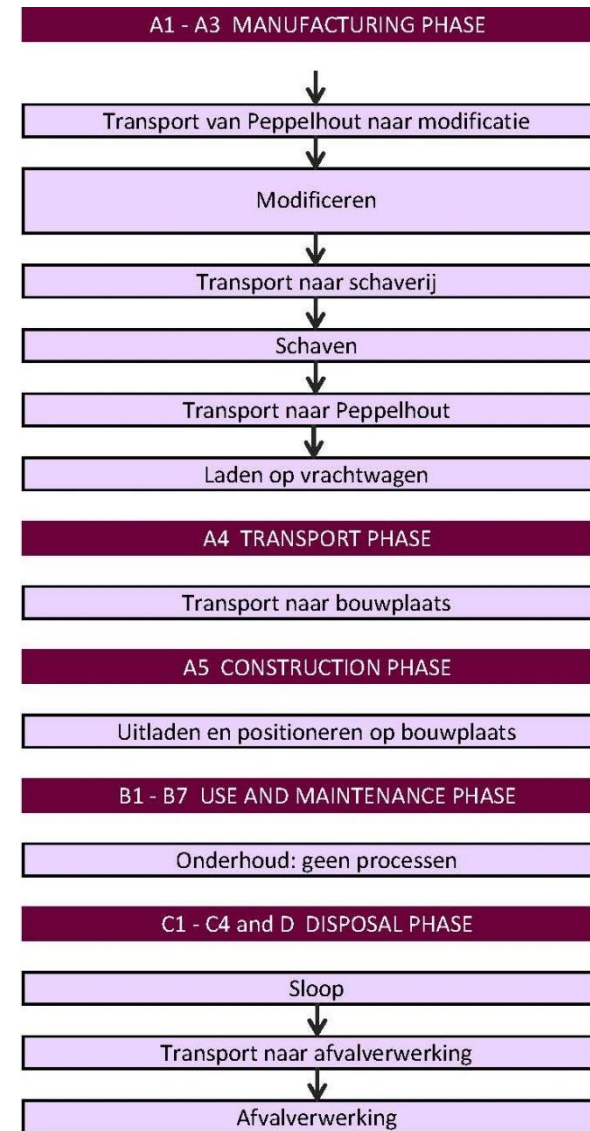 A1 - A3 MANUFACTURING PHASE
Transport van Peppelhout naar modificatie
Modificeren
Transport naar schaverij
Schaven
Transport naar Peppelhout
Laden op vrachtwagen
A4 TRANSPORT PHASE
Transport naar bouwplaats
A5 CONSTRUCTION PHASE
Uitladen en positioneren op bouwplaats
B1 - B7 USE AND MAINTENANCE PHASE
Onderhoud: geen processen
C1 - C4 and D DISPOSAL PHASE
Sloop
Transport naar afvalverwerking
Afvalverwerking